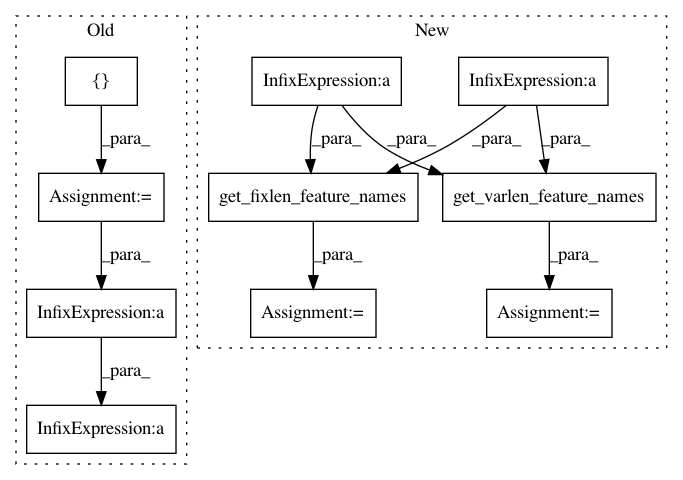 Old
New
{}
InfixExpression:a
InfixExpression:a
_para_
_para_
_para_
_para_
_para_
Assignment:=
get_fixlen_feature_names
get_varlen_feature_names
_para_
_para_
_para_
InfixExpression:a
Assignment:=
Assignment:=
_para_
InfixExpression:a